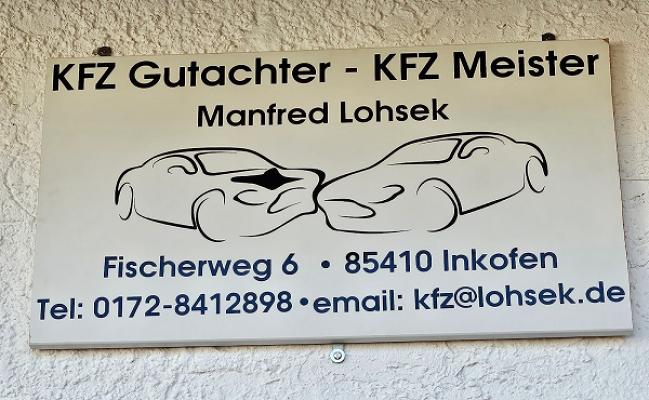 KFZ Gutachter - KFZ Meister
Manfred Lohsek
Fischerweg 6 • 85410 Inkofen
Tel: 0172-8412898 • email: kfz@lohsek.de